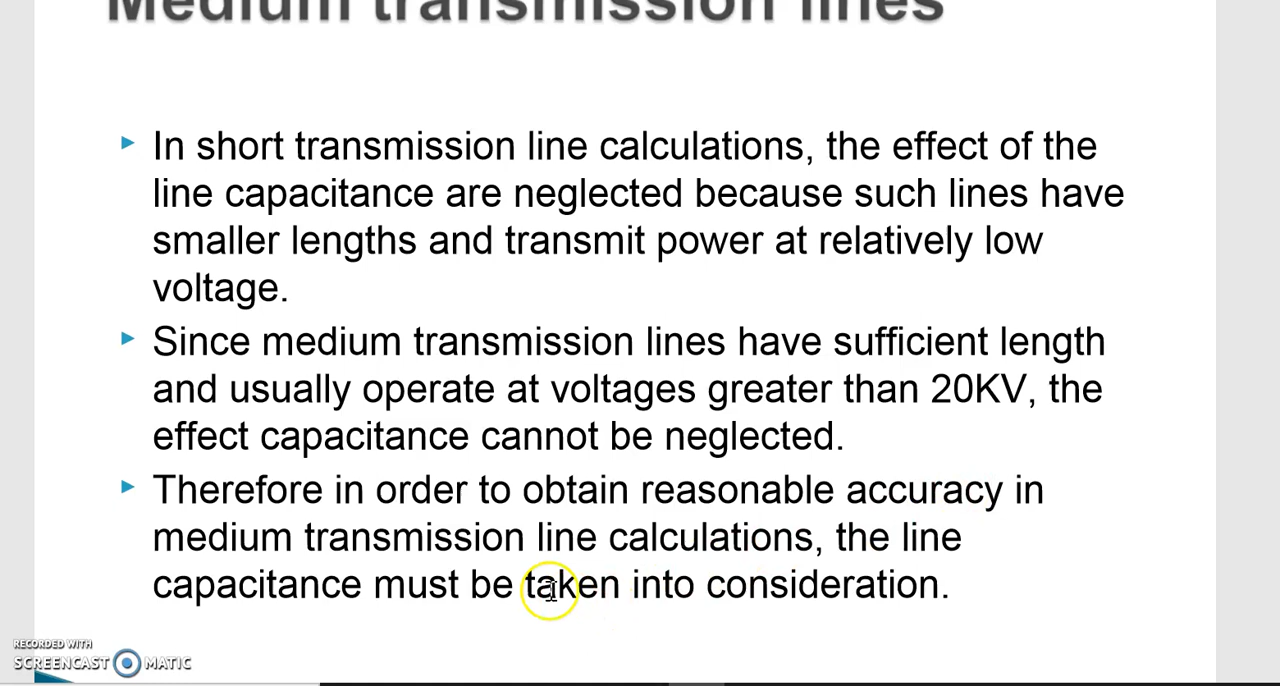 Medium transmission lines
In short transmission line calculations, the effect of the
line capacitance are neglected because such lines have
smaller lengths and transmit power at relatively low
voltage.
Since medium transmission lines have sufficient length
and usually operate at voltages greater than 20KV, the
effect capacitance cannot be neglected.
Therefore in order to obtain reasonable accuracy in
medium transmission line calculations, the line
capacitance must be taken into consideration.
RECORDED WITH
SCREENCAST MATIC